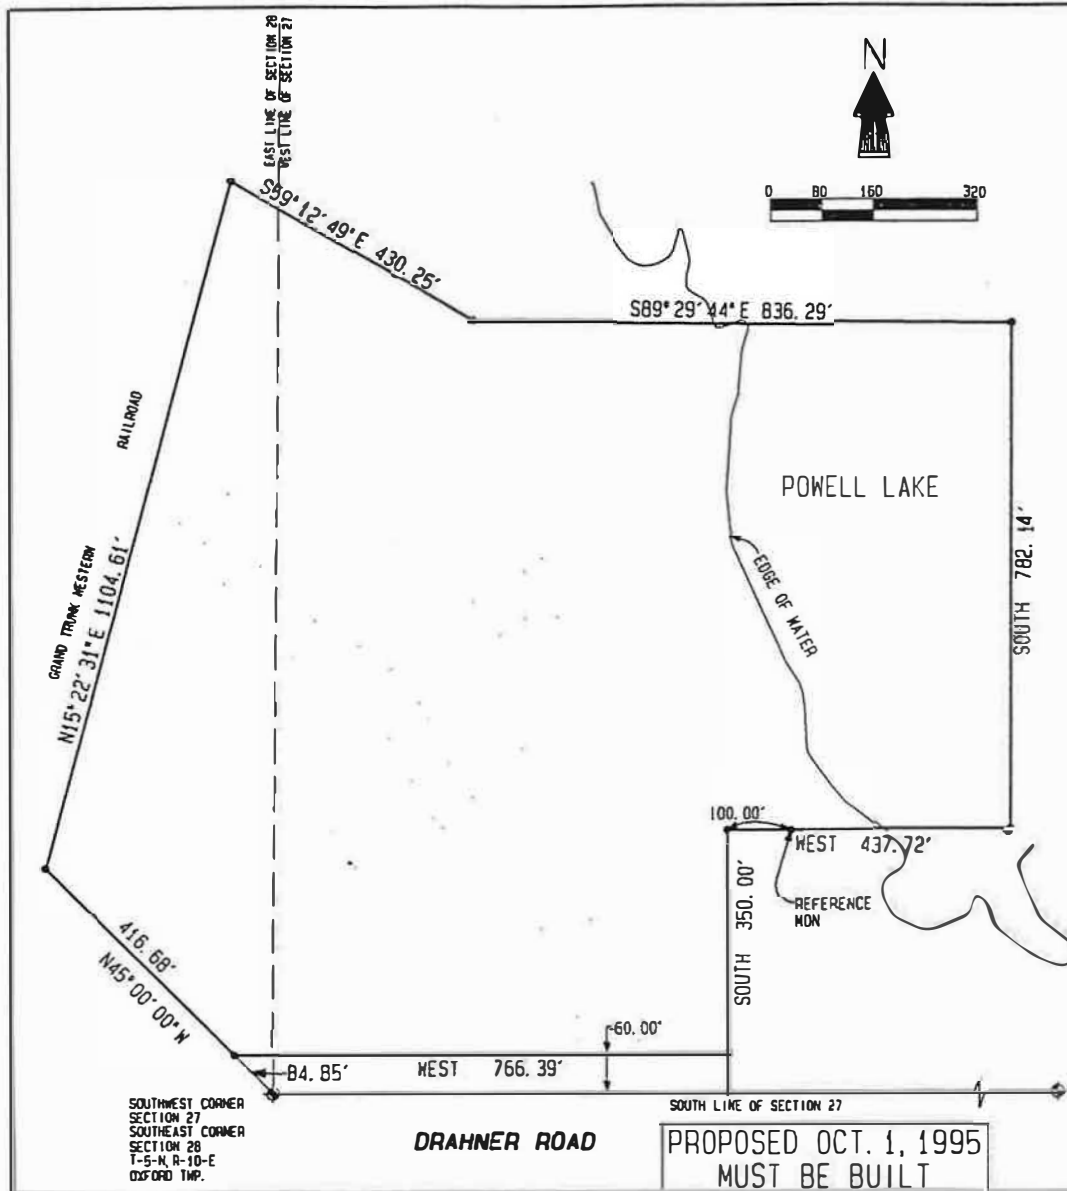 EAST LINE OF SECTION 28
WEST LINE OF SECTION 27
N
0 80 160 320
S59°12'49"E 430.25'
S89°29'44"E 836.29'
RAILROAD
GRAND TRUNK WESTERN
N15°22'31"E 1104.61'
POWELL LAKE
EDGE OF WATER
SOUTH 782.14'
100.00'
WEST 437.72'
REFERENCE
MON
SOUTH 350.00'
416.68'
N45°00'00"W
60.00'
84.85'
WEST 766.39'
SOUTHWEST CORNER
SECTION 27
SOUTHEAST CORNER
SECTION 28
T-5-N, R-10-E
OXFORD TWP.
SOUTH LINE OF SECTION 27
DRAHNER ROAD
PROPOSED OCT. 1, 1995
MUST BE BUILT